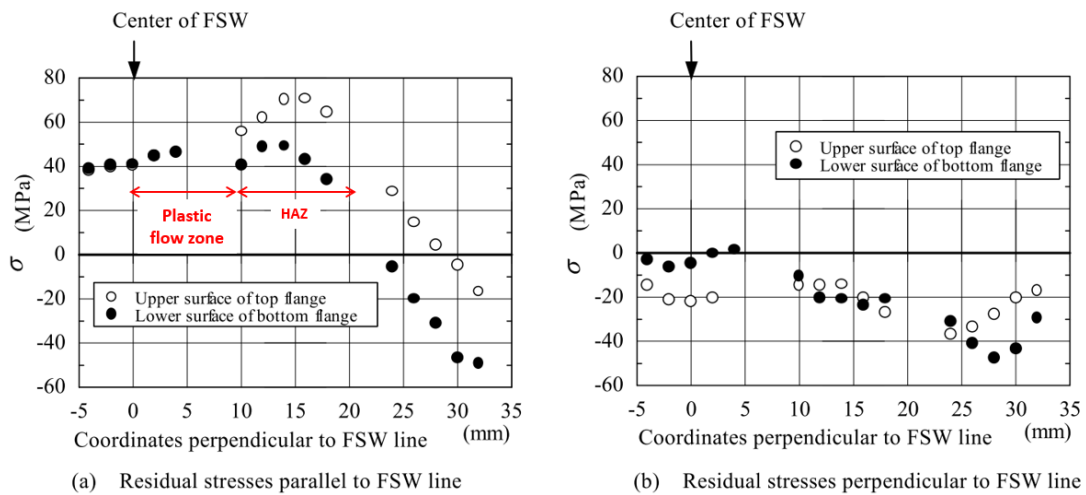 Center of FSW
80
60
40
20
0
-20
-40
-60
σ (MPa)
Plastic
flow zone
HAZ
Upper surface of top flange
Lower surface of bottom flange
-5 0 5 10 15 20 25 30 35
(mm)
Coordinates perpendicular to FSW line
(a) Residual stresses parallel to FSW line
Center of FSW
80
60
40
20
0
-20
-40
-60
σ (MPa)
Upper surface of top flange
Lower surface of bottom flange
-5 0 5 10 15 20 25 30 35
(mm)
Coordinates perpendicular to FSW line
(b) Residual stresses perpendicular to FSW line